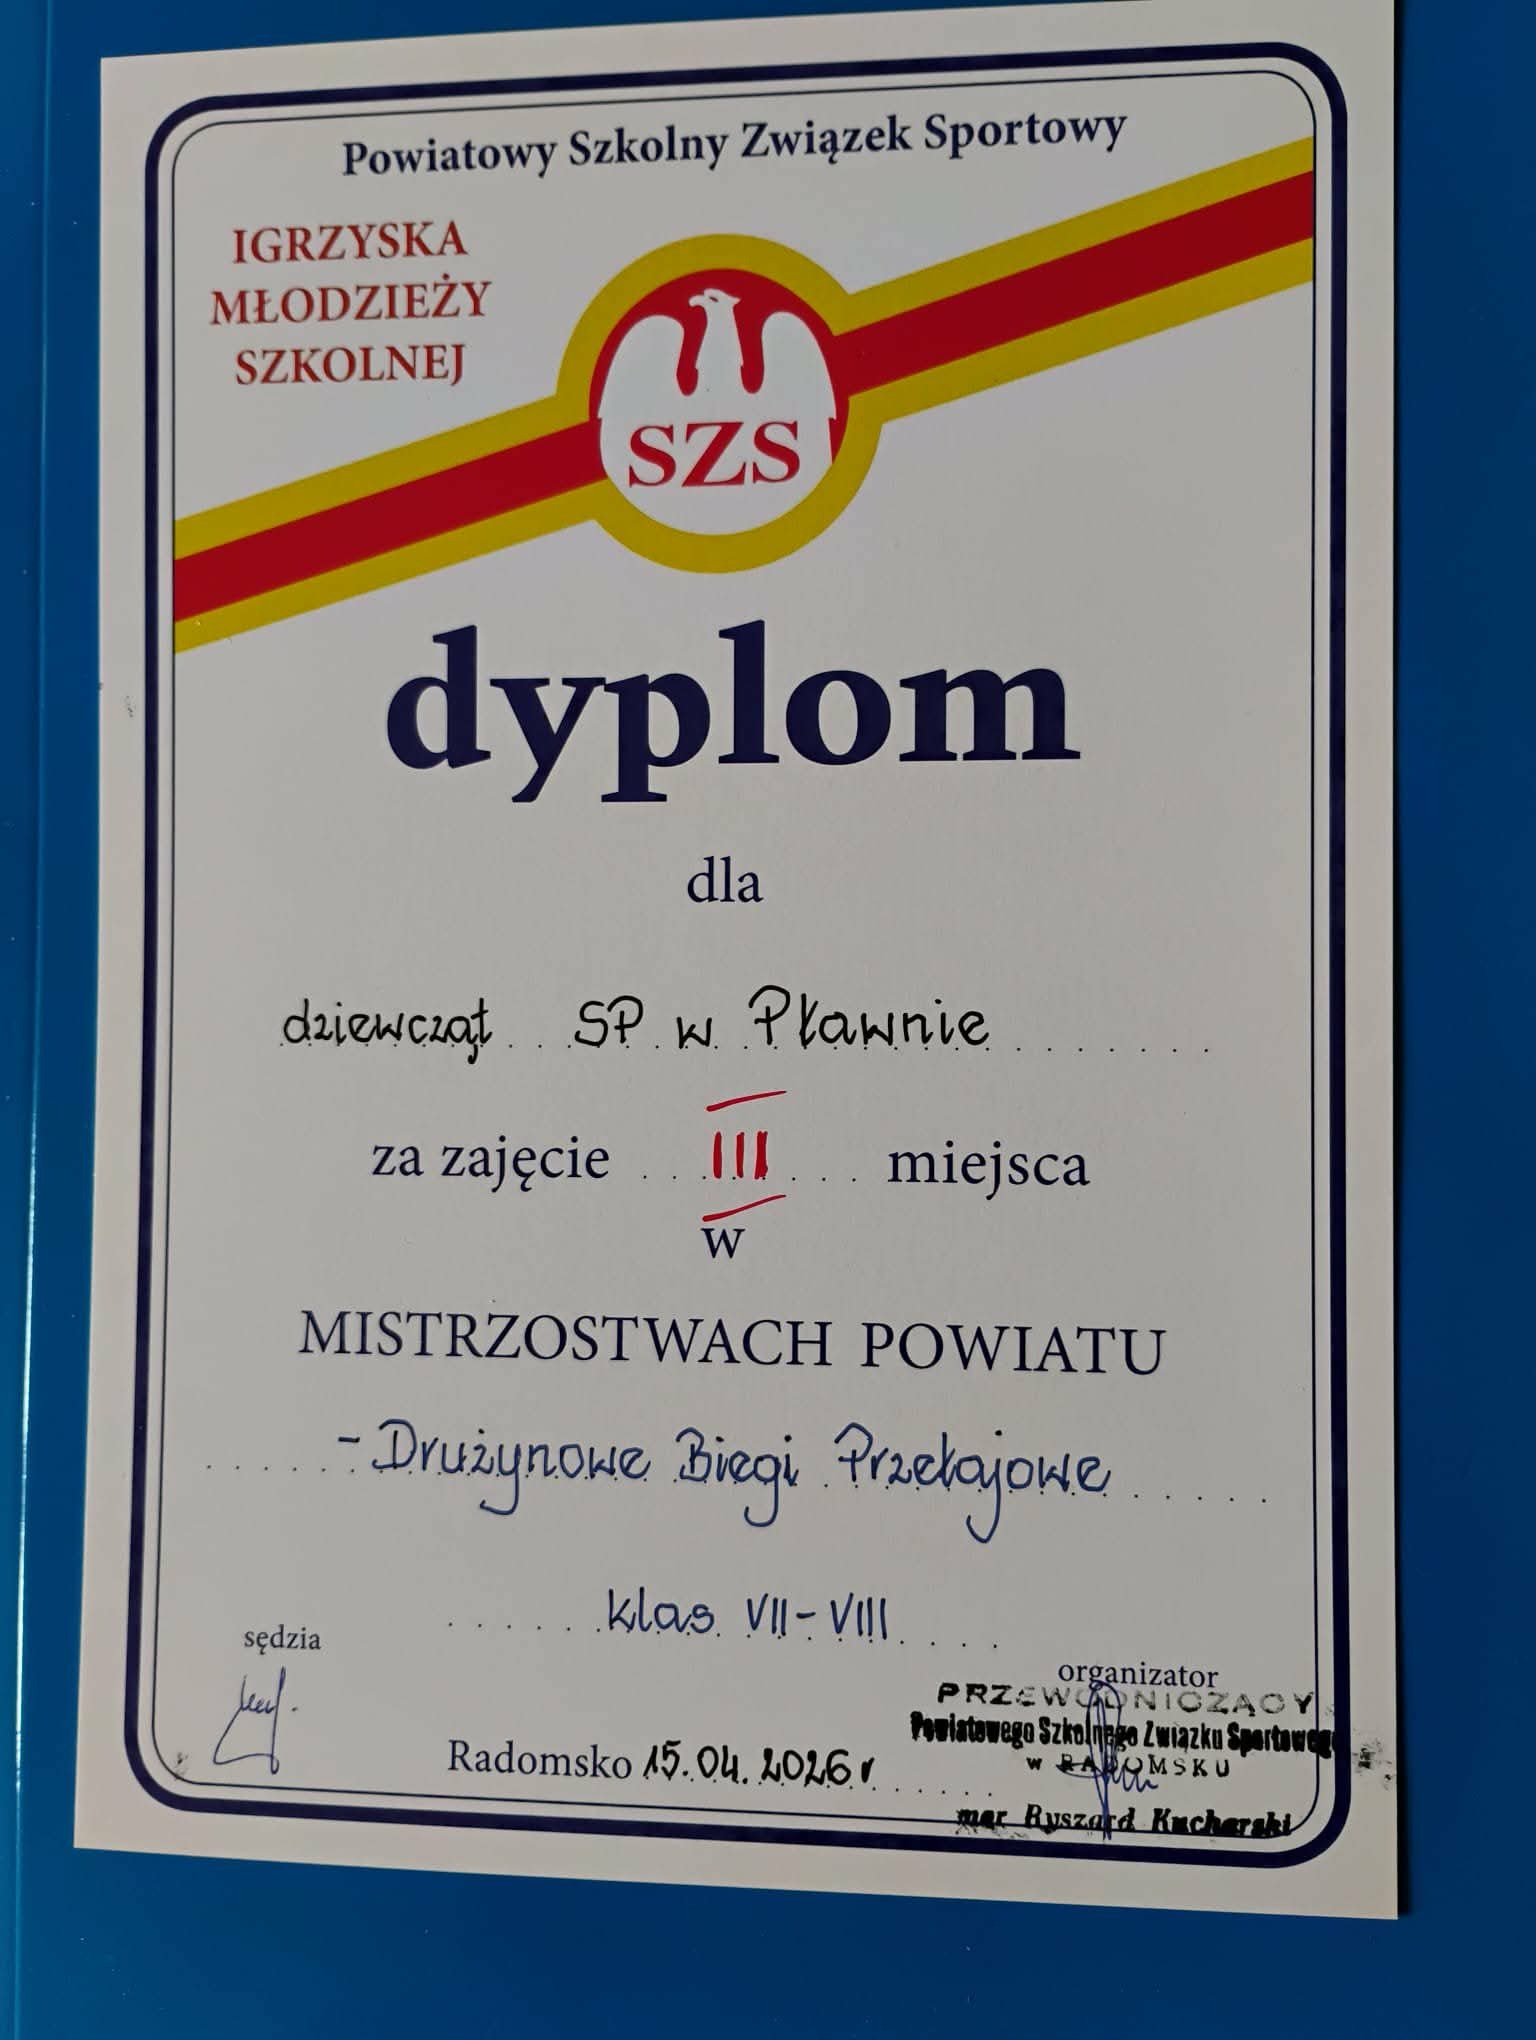 Powiatowy Szkolny Związek Sportowy
IGRZYSKA
MŁODZIEŻY
SZKOLNEJ
SZS
dyplom
dla
dziewcząt SP w Pławnie
za zajęcie III miejsca
w
MISTRZOSTWACH POWIATU
- Drużynowe Biegi Przełajowe
klas VII-VIII
sędzia
organizator
PRZEWODNICZĄCY
Powiatowego Szkolnego Związku Sportowego
w RADOMSKU
Radomsko 15.04.2026 r
mgr Ryszard Kucharski